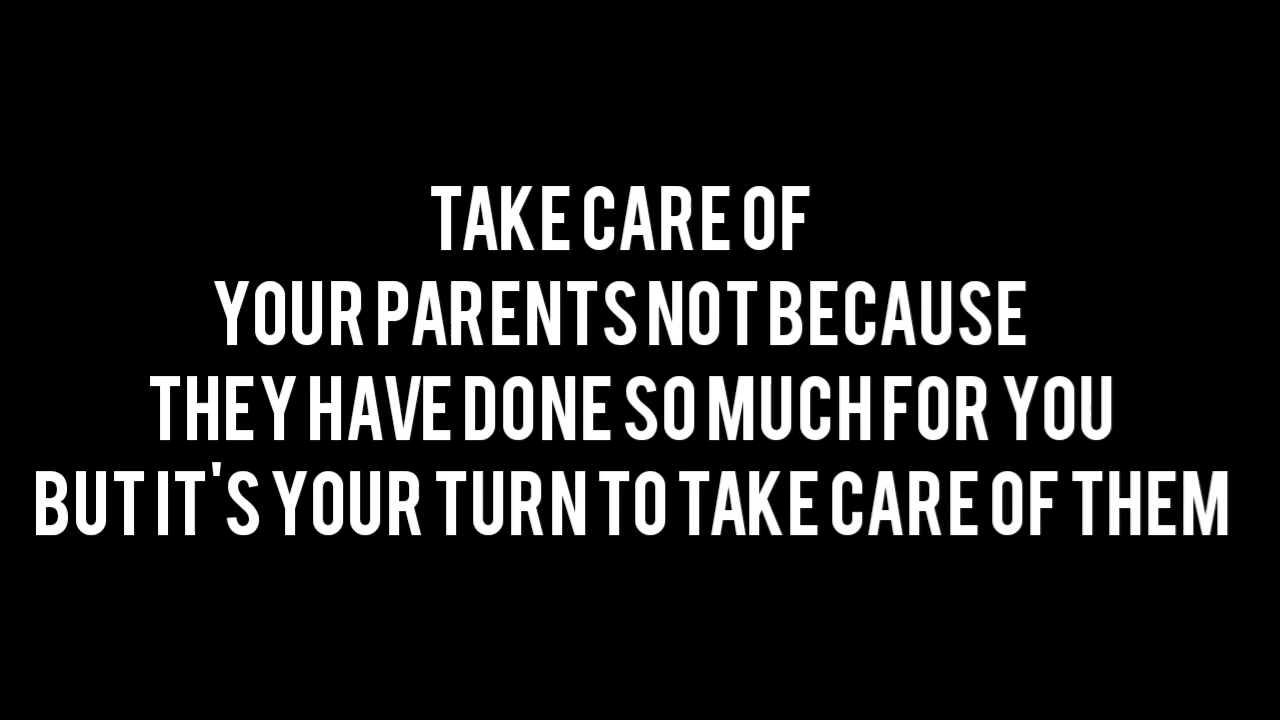 TAKE CARE OF
YOUR PARENTS NOT BECAUSE
THEY HAVE DONE SO MUCH FOR YOU
BUT IT'S YOUR TURN TO TAKE CARE OF THEM